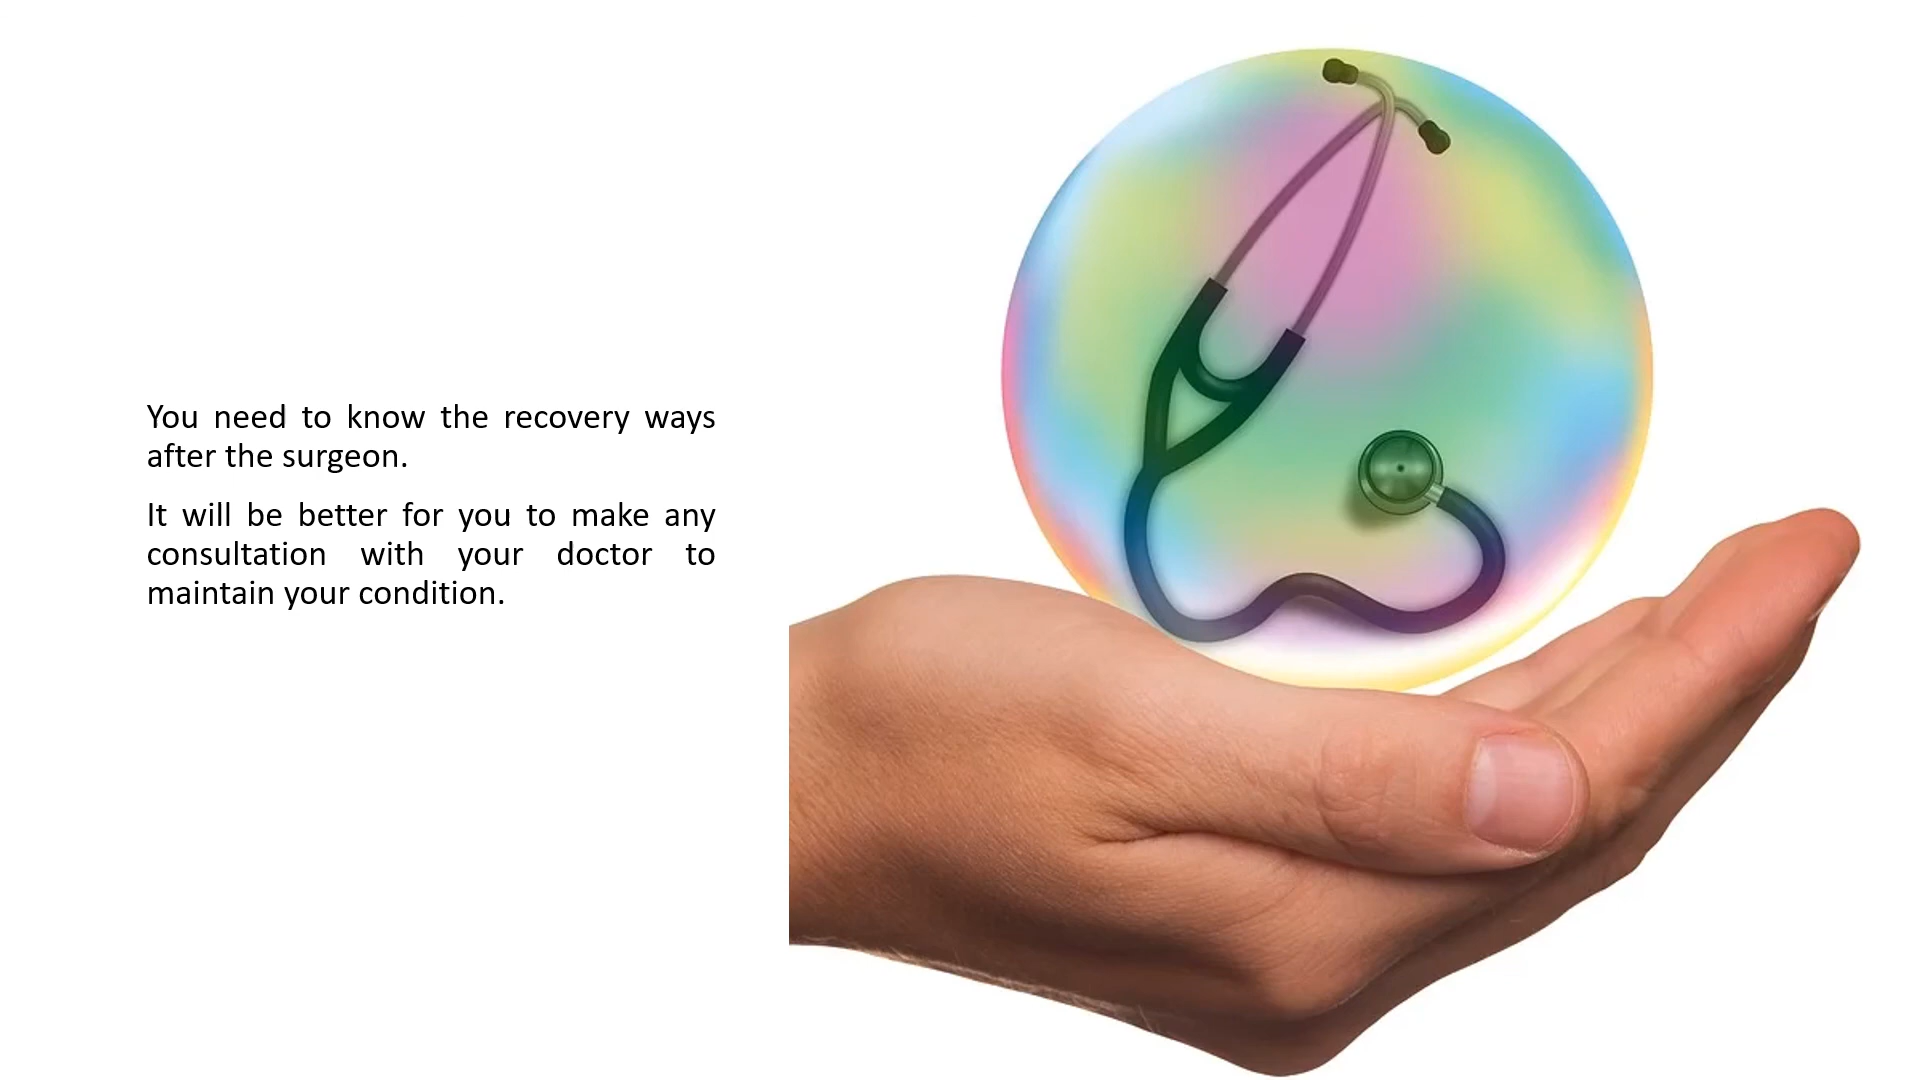 You need to know the recovery ways
after the surgeon.
It will be better for you to make any
consultation with your doctor to
maintain your condition.